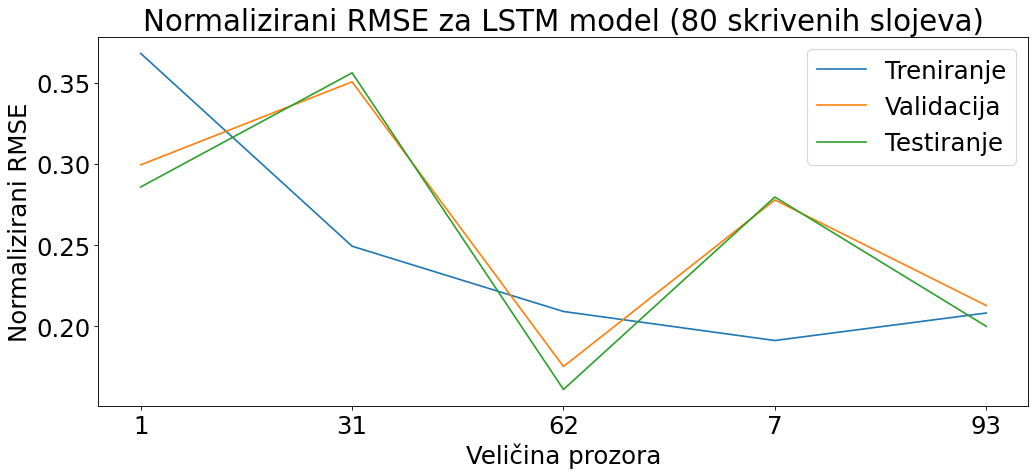 Normalizirani RMSE za LSTM model (80 skrivenih slojeva)
Treniranje
Validacija
Testiranje
Normalizirani RMSE
0.35
0.30
0.25
0.20
1 31 62 7 93
Veličina prozora